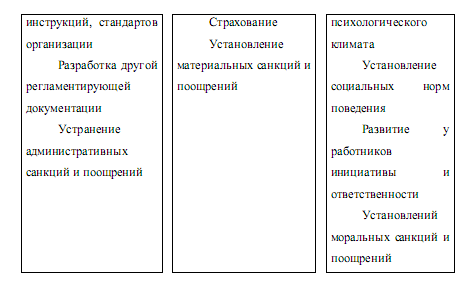 инструкций, стандартов
организации
Разработка другой
регламентирующей
документации
Устранение
административных
санкций и поощрений
Страхование
Установление
материальных санкций и
поощрений
психологического
климата
Установление
социальных норм
поведения
Развитие у
работников
инициативы и
ответственности
Установлений
моральных санкций и
поощрений